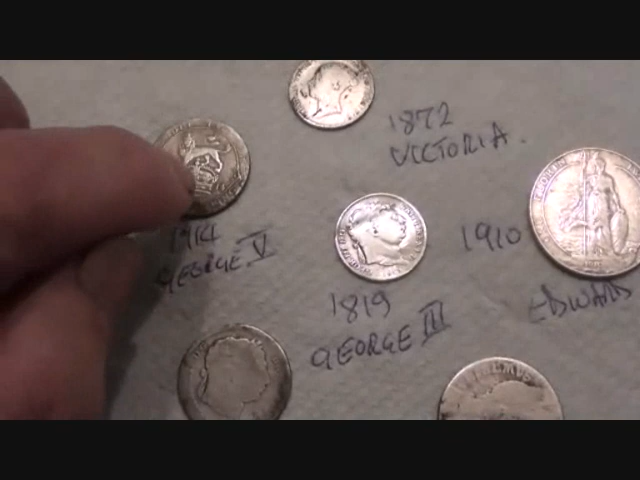 1872
VICTORIA.
1910
EDWARD
1914
GEORGE V
1819
GEORGE III